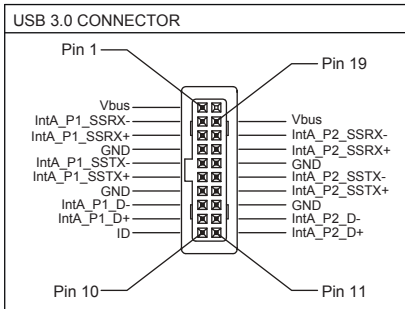 USB 3.0 CONNECTOR
Pin 1
Pin 19
Vbus
IntA_P1_SSRX-
IntA_P1_SSRX+
GND
IntA_P1_SSTX-
IntA_P1_SSTX+
GND
IntA_P1_D-
IntA_P1_D+
ID
Vbus
IntA_P2_SSRX-
IntA_P2_SSRX+
GND
IntA_P2_SSTX-
IntA_P2_SSTX+
GND
IntA_P2_D-
IntA_P2_D+
Pin 10
Pin 11